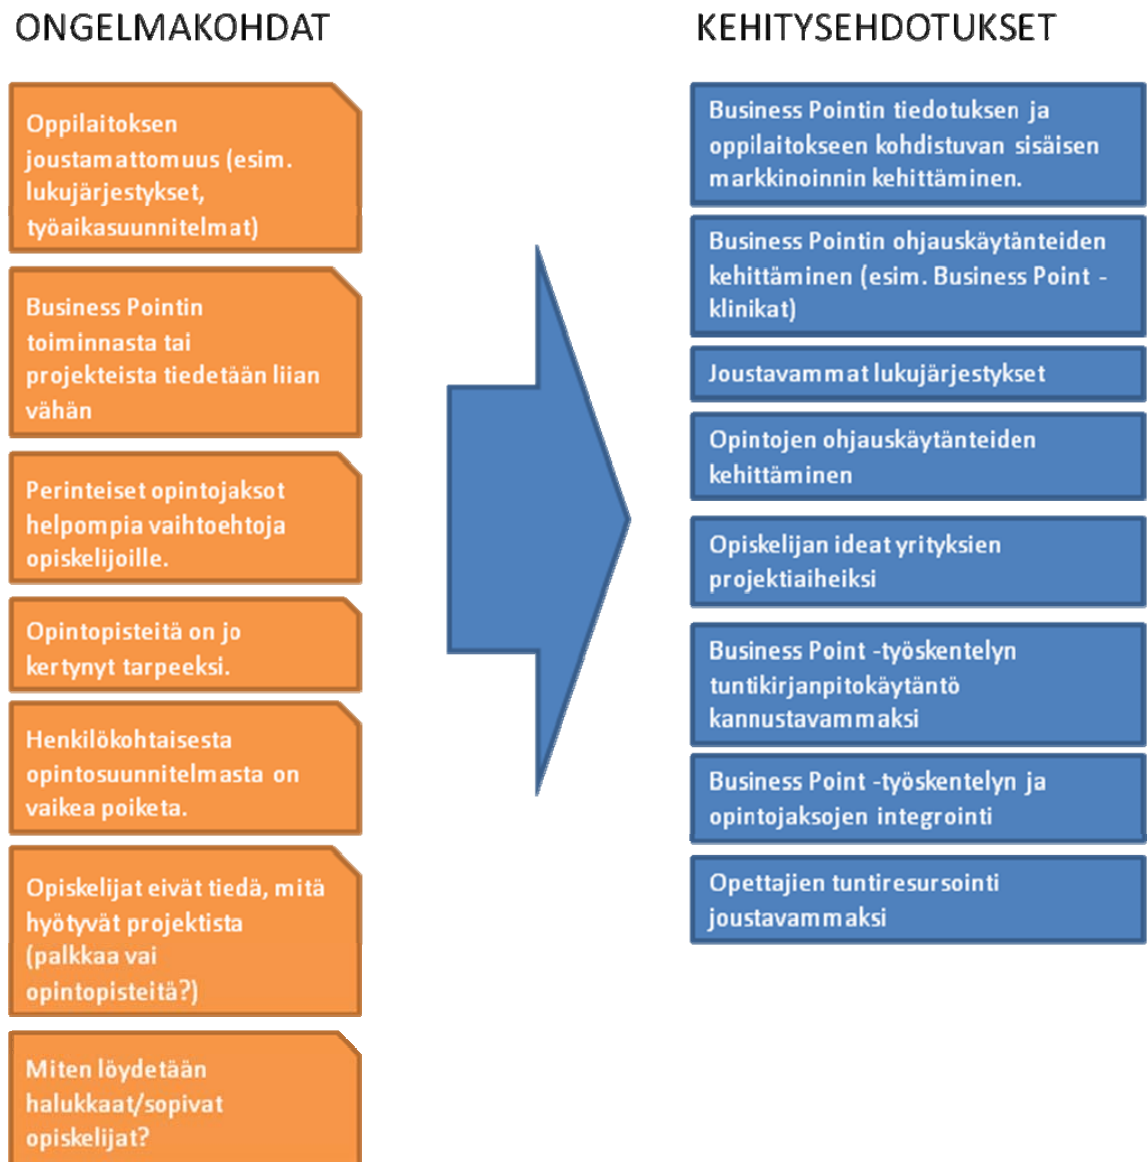 ONGELMAKOHDAT
Oppilaitoksen
joustamattomuus (esim.
lukujärjestykset,
työaikasuunnitelmat)
Business Pointin
toiminnasta tai
projekteista tiedetään liian
vähän
Perinteiset opintojaksot
helpompia vaihtoehtoja
opiskelijoille.
Opintopisteitä on jo
kertynyt tarpeeksi.
Henkilökohtaisesta
opintosuunnitelmasta on
vaikea poiketa.
Opiskelijat eivät tiedä, mitä
hyötyvät projektista
(palkkaa vai
opintopisteitä?)
Miten löydetään
halukkaat/sopivat
opiskelijat?
KEHITYSEHDOTUKSET
Business Pointin tiedotuksen ja
oppilaitokseen kohdistuvan sisäisen
markkinoinnin kehittäminen.
Business Pointin ohjauskäytänteiden
kehittäminen (esim. Business Point -
klinikat)
Joustavammat lukujärjestykset
Opintojen ohjauskäytänteiden
kehittäminen
Opiskelijan ideat yrityksien
projektiaiheiksi
Business Point -työskentelyn
tuntikirjanpitokäytäntö
kannustavammaksi
Business Point -työskentelyn ja
opintojaksojen integrointi
Opettajien tuntiresursointi
joustavammaksi